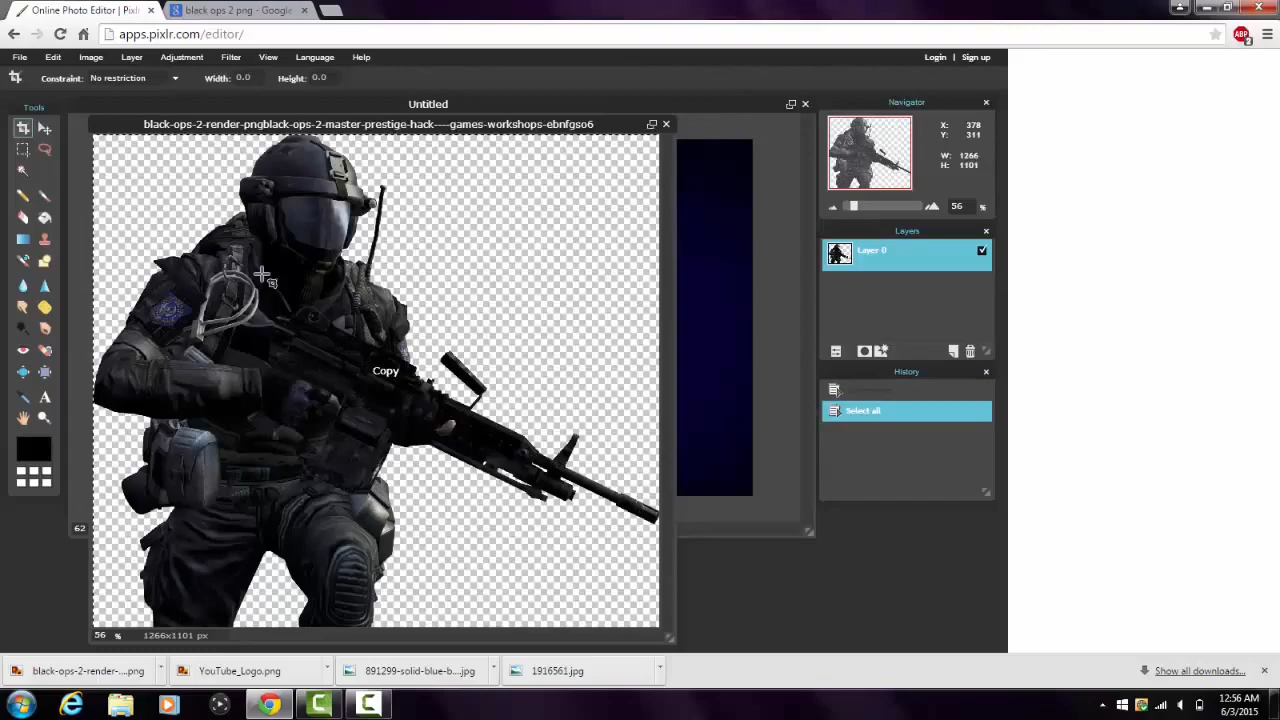 Online Photo Editor | Pixlr
black ops 2 png - Google
apps.pixlr.com/editor/
ABP
2
File Edit Image Layer Adjustment Filter View Language Help
Login | Sign up
Constraint: No restriction Width: 0.0 Height: 0.0
Tools
Untitled
black-ops-2-render-pngblack-ops-2-master-prestige-hack----games-workshops-ebnfgso6
Navigator
X: 378
Y: 311
W: 1266
H: 1101
56 %
Layers
Layer 0
Copy
History
Select all
62
56 % 1266x1101 px
black-ops-2-render-....png
YouTube_Logo.png
891299-solid-blue-b....jpg
1916561.jpg
Show all downloads...
12:56 AM
6/3/2015